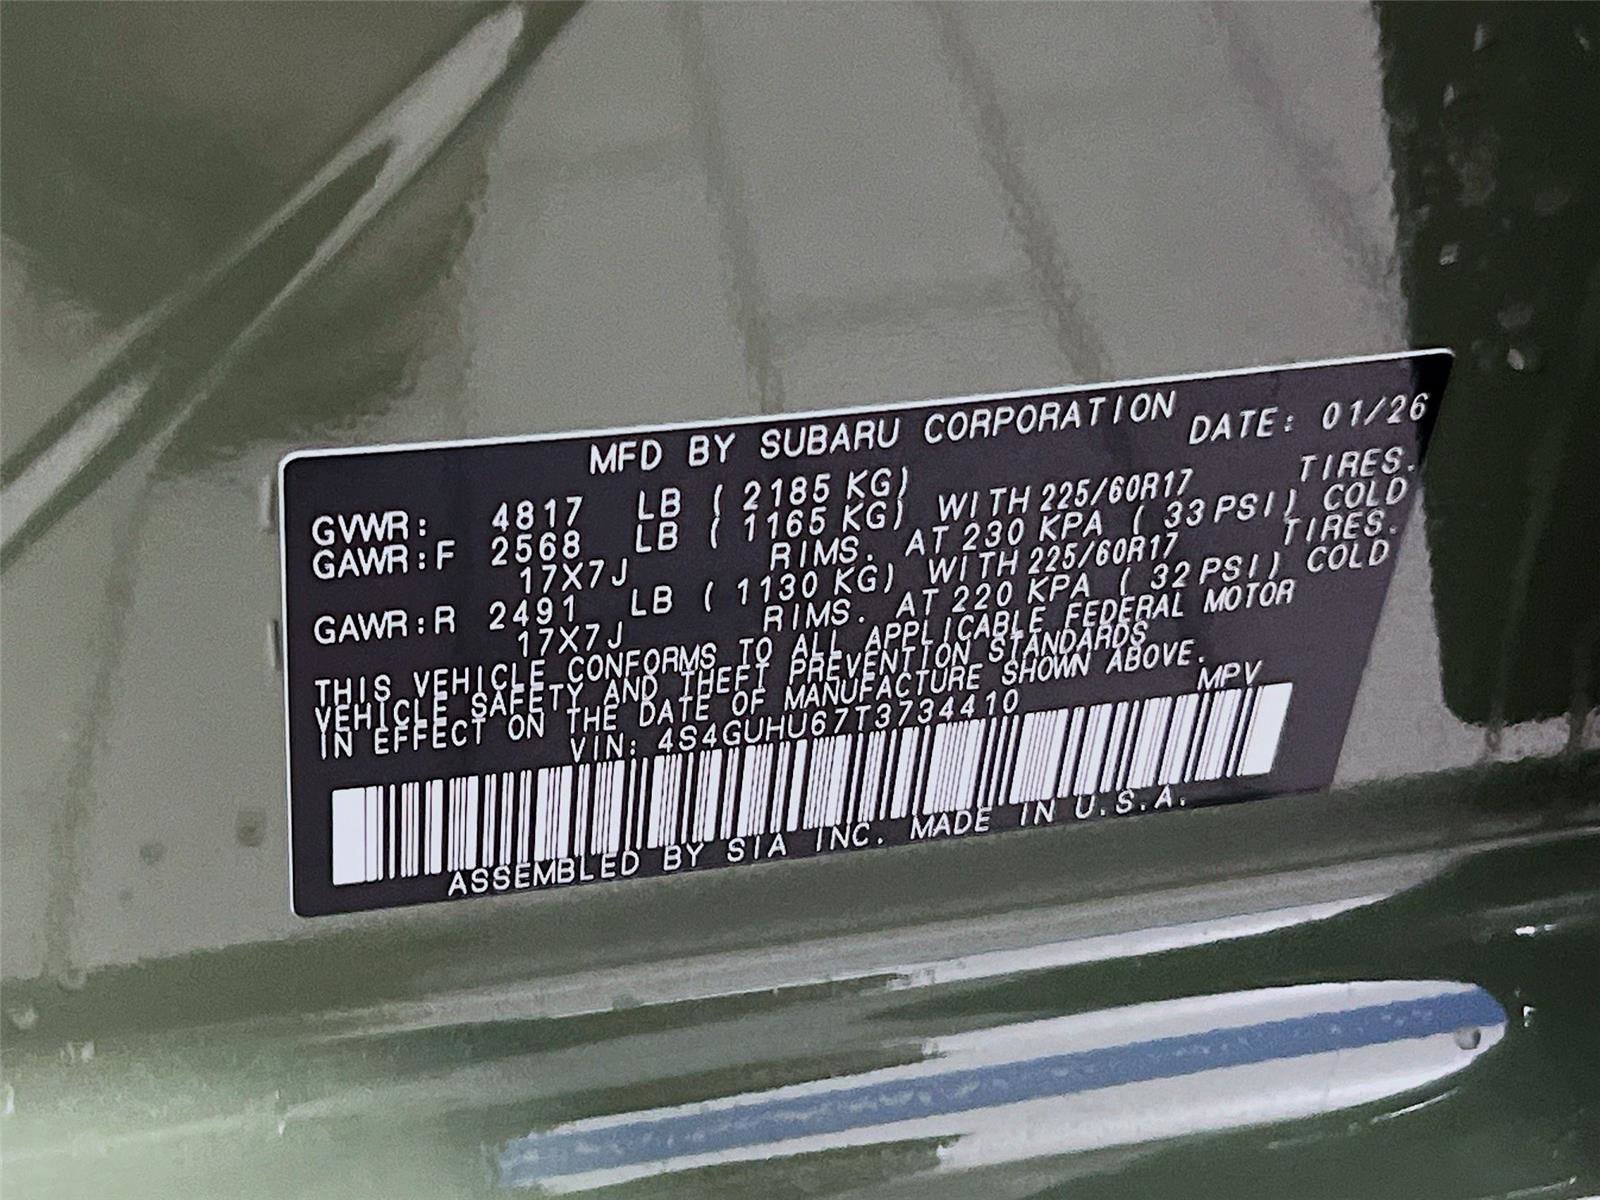 MFD BY SUBARU CORPORATION DATE: 01/26
GVWR: 4817 LB ( 2185 KG)
GAWR:F 2568 LB ( 1165 KG) WITH 225/60R17 TIRES.
17X7J RIMS. AT 230 KPA ( 33 PSI) COLD
GAWR:R 2491 LB ( 1130 KG) WITH 225/60R17 TIRES.
17X7J RIMS. AT 220 KPA ( 32 PSI) COLD
THIS VEHICLE CONFORMS TO ALL APPLICABLE FEDERAL MOTOR
VEHICLE SAFETY AND THEFT PREVENTION STANDARDS
IN EFFECT ON THE DATE OF MANUFACTURE SHOWN ABOVE.
VIN: 4S4GUHU67T3734410 MPV
ASSEMBLED BY SIA INC. MADE IN U.S.A.